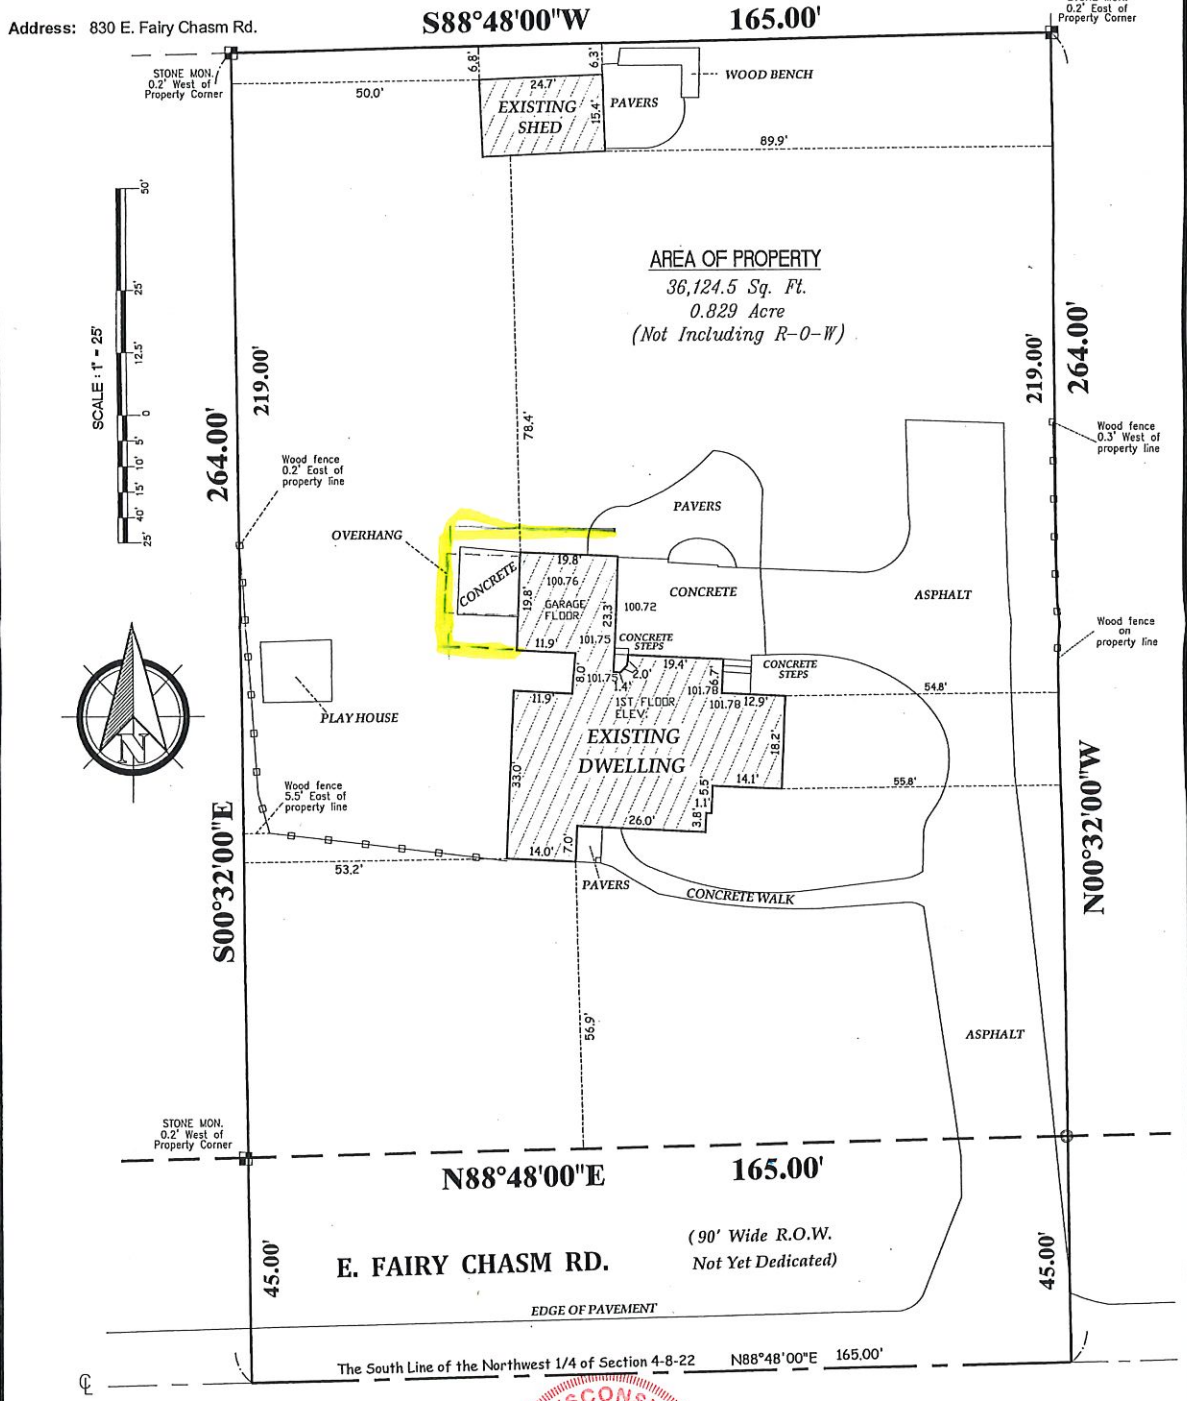 Address: 830 E. Fairy Chasm Rd.
S88°48'00"W 165.00'
0.2' East of
Property Corner
STONE MON.
0.2' West of
Property Corner
50.0'
6.8'
6.3'
24.7'
15.4'
EXISTING
SHED
PAVERS
WOOD BENCH
89.9'
50'
25'
12.5'
0
5'
10'
15'
40'
25'
SCALE : 1" = 25'
AREA OF PROPERTY
36,124.5 Sq. Ft.
0.829 Acre
(Not Including R-O-W)
219.00'
264.00'
219.00'
264.00'
78.4'
Wood fence
0.2' East of
property line
Wood fence
0.3' West of
property line
OVERHANG
PAVERS
CONCRETE
19.8'
100.76
GARAGE
FLOOR
19.8'
23.3'
100.72
CONCRETE
ASPHALT
11.9'
101.75
CONCRETE
STEPS
Wood fence
on
property line
8.0'
101.75
1.4'
2.0'
19.4'
6.7'
101.78
CONCRETE
STEPS
11.9'
1ST FLOOR
ELEV.
101.78
12.9'
54.8'
PLAY HOUSE
N
EXISTING
DWELLING
18.2'
33.0'
14.1'
5.5'
1.1'
3.8'
55.8'
Wood fence
5.5' East of
property line
26.0'
7.0'
14.0'
53.2'
PAVERS
CONCRETE WALK
S00°32'00"E
N00°32'00"W
56.9'
ASPHALT
STONE MON.
0.2' West of
Property Corner
N88°48'00"E 165.00'
45.00'
E. FAIRY CHASM RD.
(90' Wide R.O.W.
Not Yet Dedicated)
45.00'
EDGE OF PAVEMENT
The South Line of the Northwest 1/4 of Section 4-8-22 N88°48'00"E 165.00'